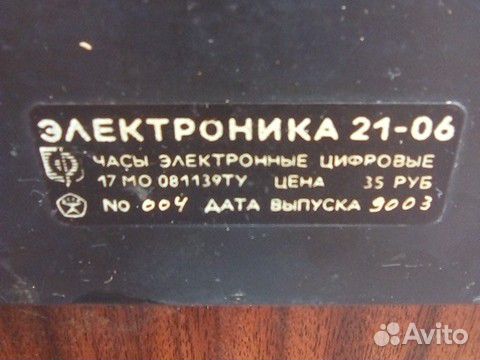 ЭЛЕКТРОНИКА 21-06
ЧАСЫ ЭЛЕКТРОННЫЕ ЦИФРОВЫЕ
17 МО 081139ТУ ЦЕНА 35 РУБ
No 004 ДАТА ВЫПУСКА 9003
Avito